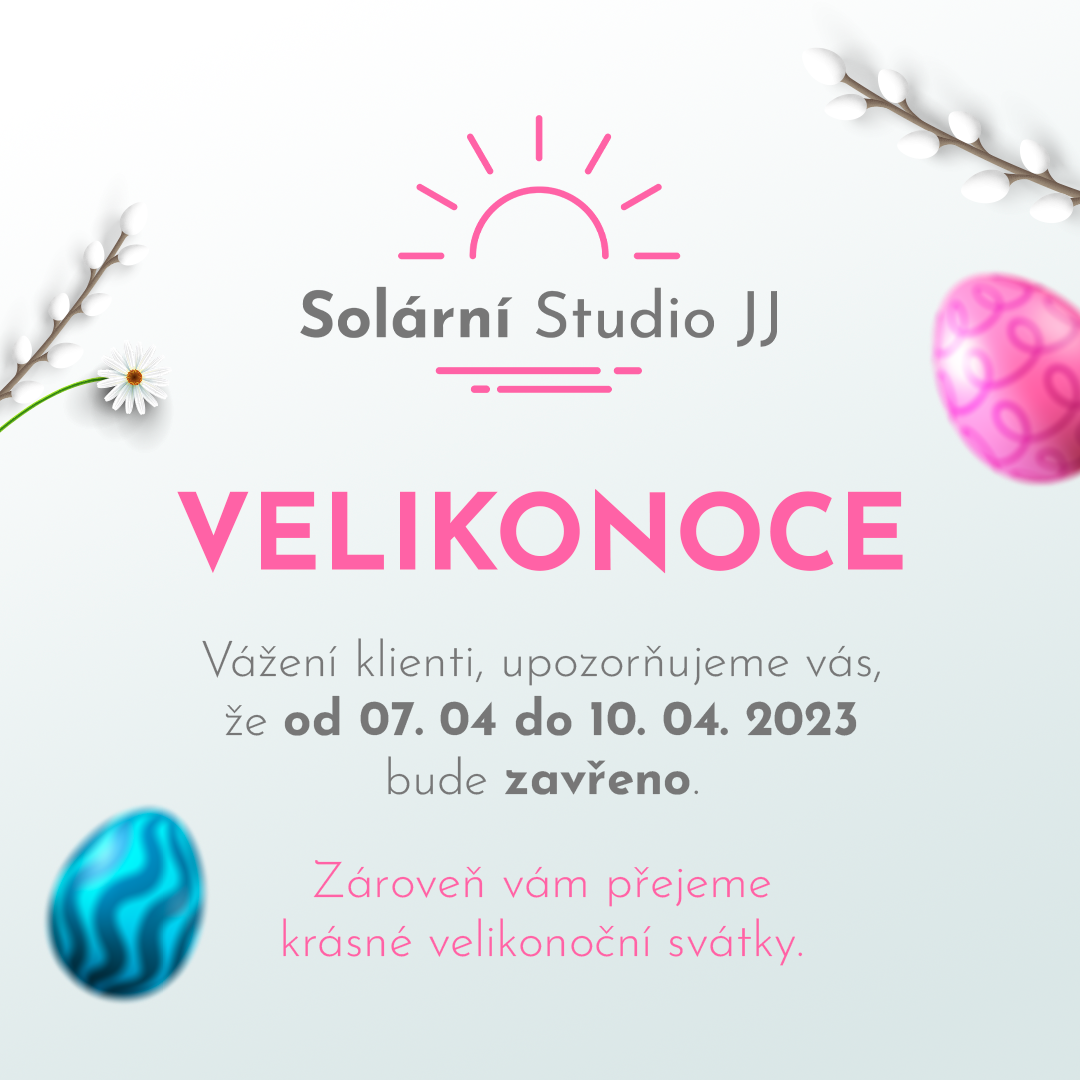 Solární Studio JJ
VELIKONOCE
Vážení klienti, upozorňujeme vás,
že od 07. 04 do 10. 04. 2023
bude zavřeno.
Zároveň vám přejeme
krásné velikonoční svátky.